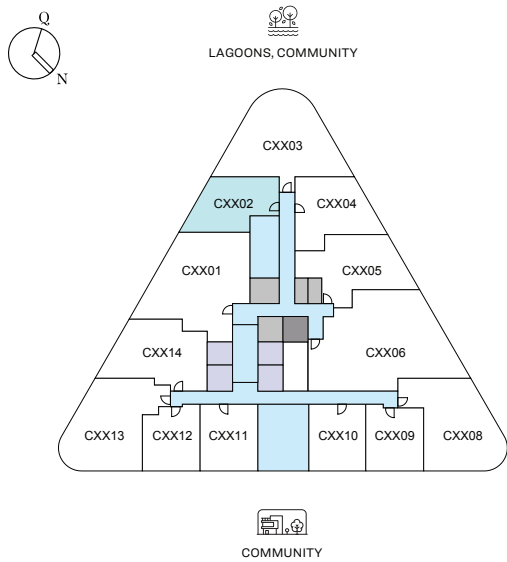 Q
N
LAGOONS, COMMUNITY
CXX03
CXX02
CXX04
CXX01
CXX05
CXX14
CXX06
CXX13
CXX12
CXX11
CXX10
CXX09
CXX08
COMMUNITY